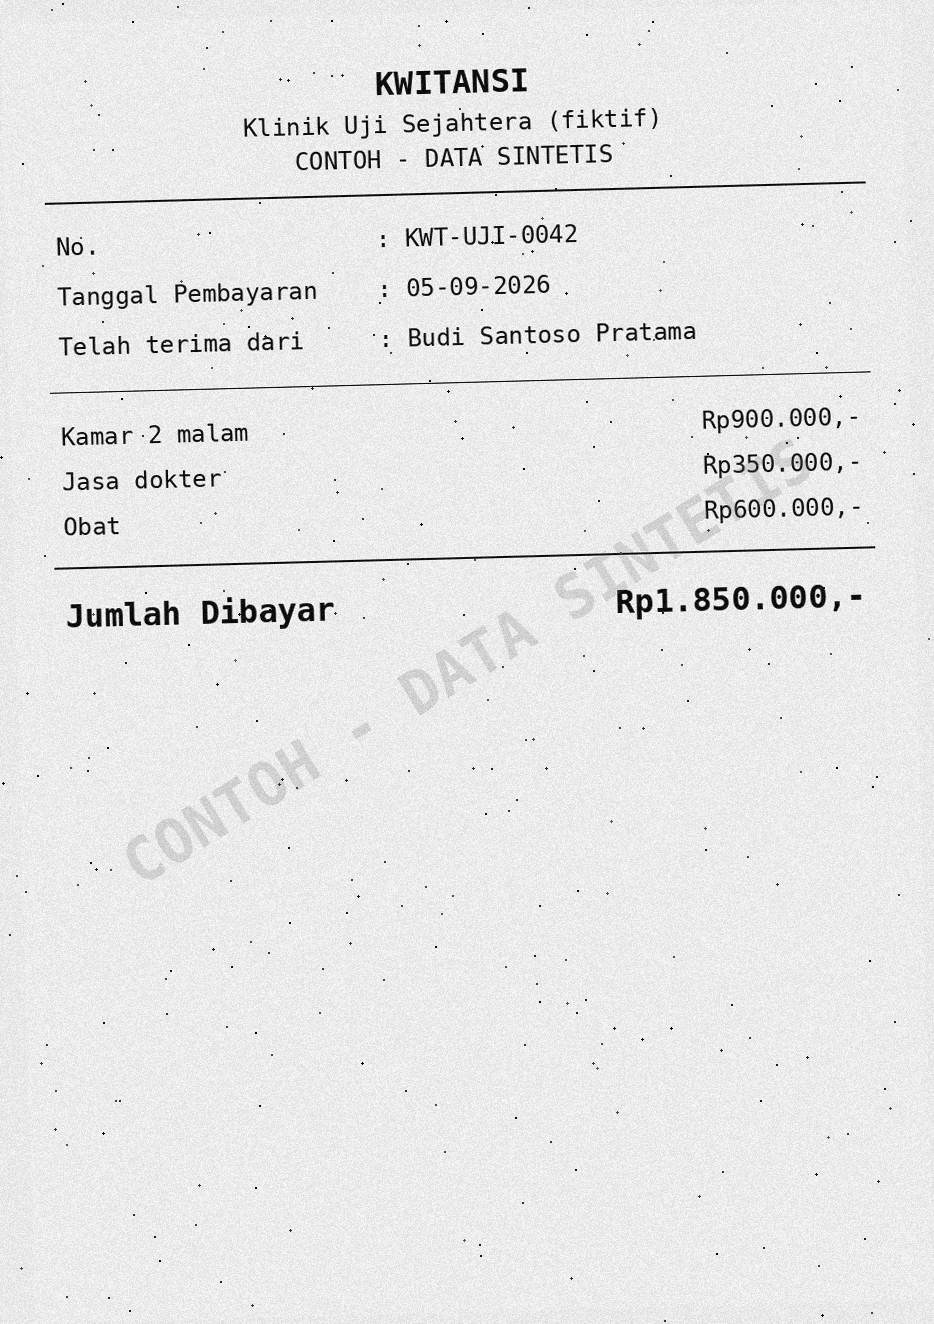 KWITANSI
Klinik Uji Sejahtera (fiktif)
CONTOH - DATA SINTETIS
No. : KWT-UJI-0042
Tanggal Pembayaran : 05-09-2026
Telah terima dari : Budi Santoso Pratama
Kamar 2 malam Rp900.000,-
Jasa dokter Rp350.000,-
Obat Rp600.000,-
Jumlah Dibayar Rp1.850.000,-
CONTOH - DATA SINTETIS